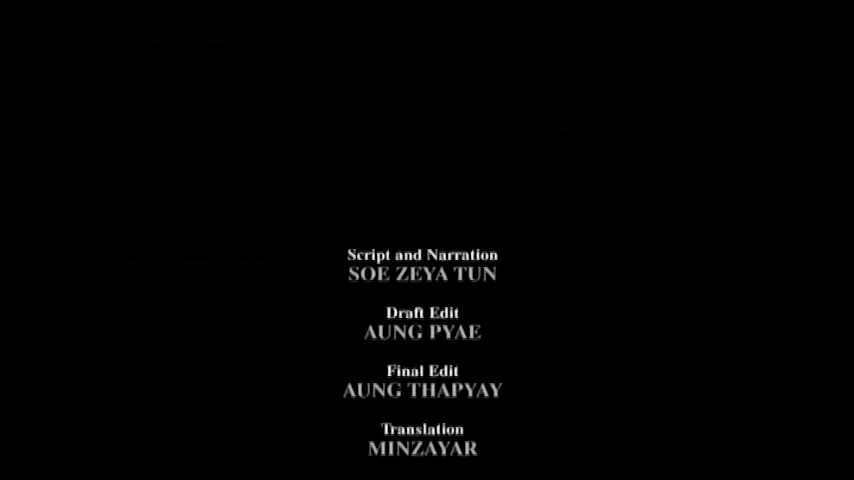 Script and Narration
SOE ZEYA TUN
Draft Edit
AUNG PYAE
Final Edit
AUNG THAPYAY
Translation
MINZAYAR